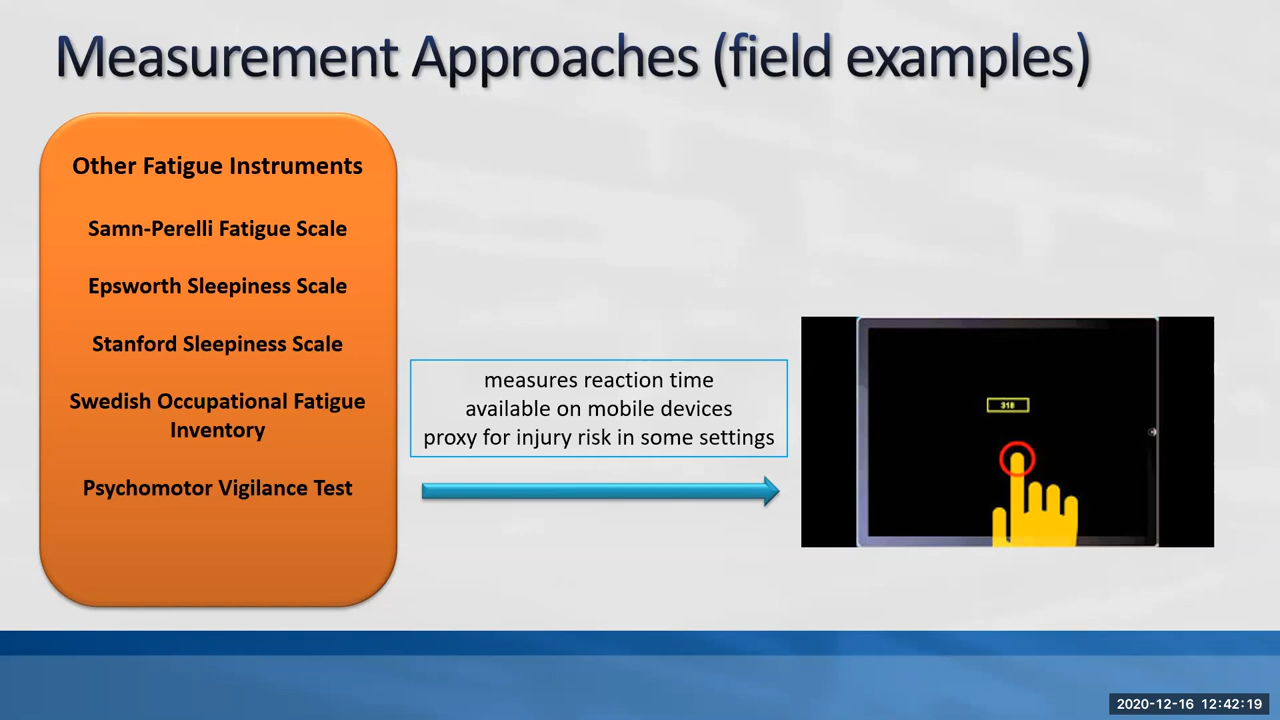 Measurement Approaches (field examples)
Other Fatigue Instruments
Samn-Perelli Fatigue Scale
Epsworth Sleepiness Scale
Stanford Sleepiness Scale
Swedish Occupational Fatigue
Inventory
Psychomotor Vigilance Test
measures reaction time
available on mobile devices
proxy for injury risk in some settings
318
2020-12-16 12:42:19